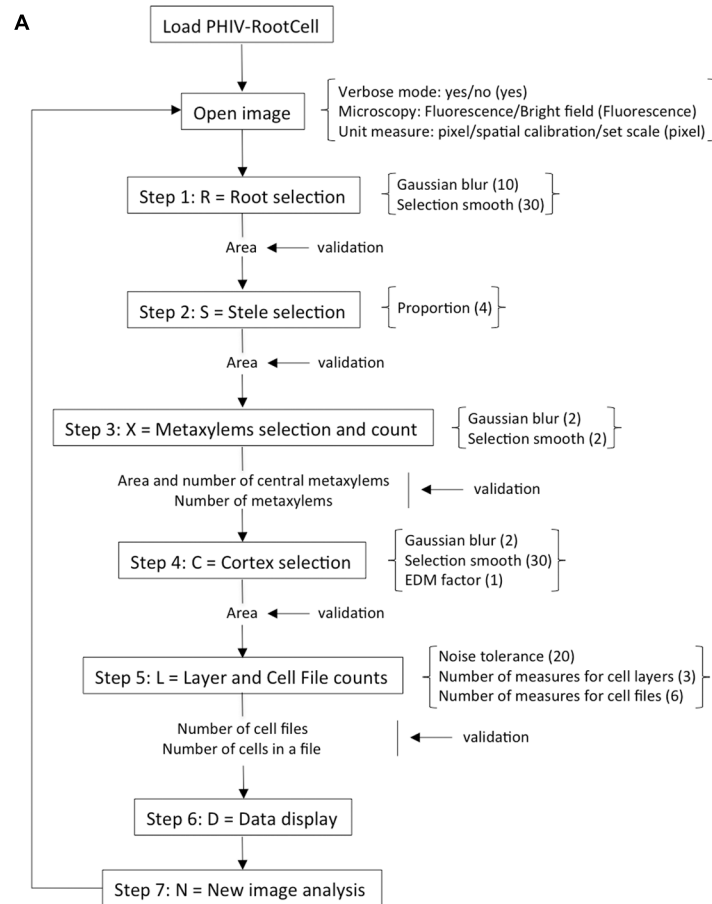 A
Load PHIV-RootCell
Open image
Verbose mode: yes/no (yes)
Microscopy: Fluorescence/Bright field (Fluorescence)
Unit measure: pixel/spatial calibration/set scale (pixel)
Step 1: R = Root selection
Gaussian blur (10)
Selection smooth (30)
Area
validation
Step 2: S = Stele selection
Proportion (4)
Area
validation
Step 3: X = Metaxylems selection and count
Gaussian blur (2)
Selection smooth (2)
Area and number of central metaxylems
Number of metaxylems
validation
Step 4: C = Cortex selection
Gaussian blur (2)
Selection smooth (30)
EDM factor (1)
Area
validation
Step 5: L = Layer and Cell File counts
Noise tolerance (20)
Number of measures for cell layers (3)
Number of measures for cell files (6)
Number of cell files
Number of cells in a file
validation
Step 6: D = Data display
Step 7: N = New image analysis